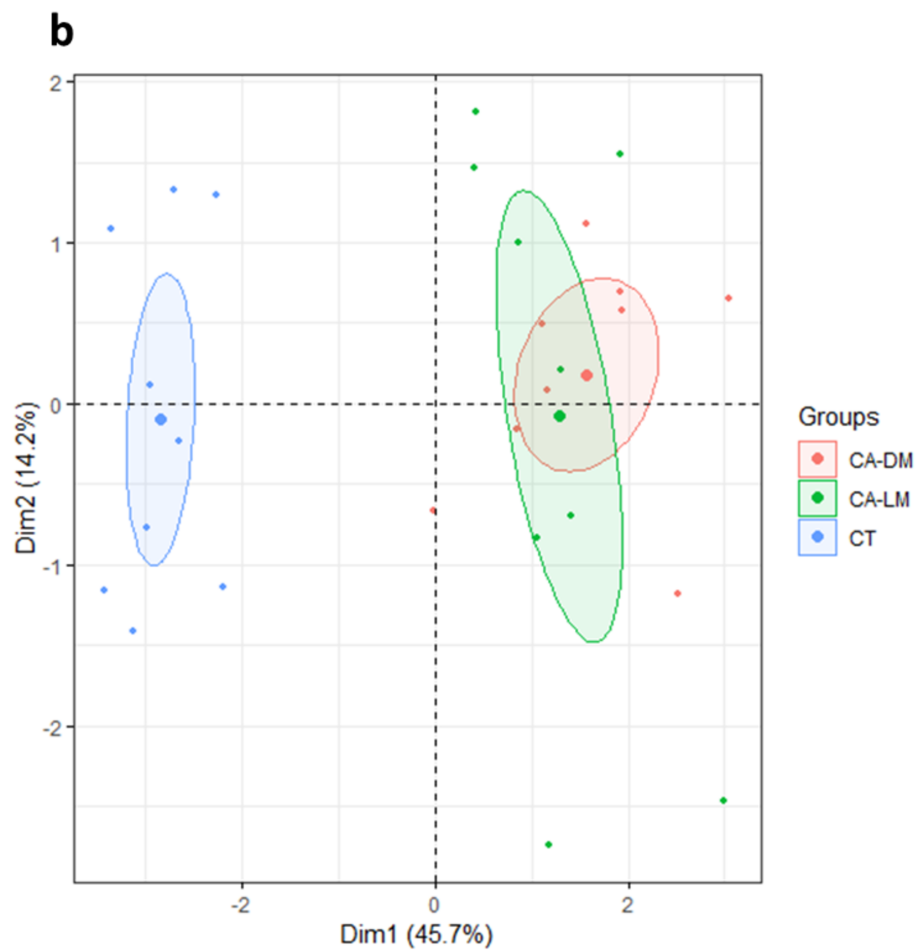 b
2
1
0
-1
-2
Dim2 (14.2%)
-2
0
2
Dim1 (45.7%)
Groups
CA-DM
CA-LM
CT